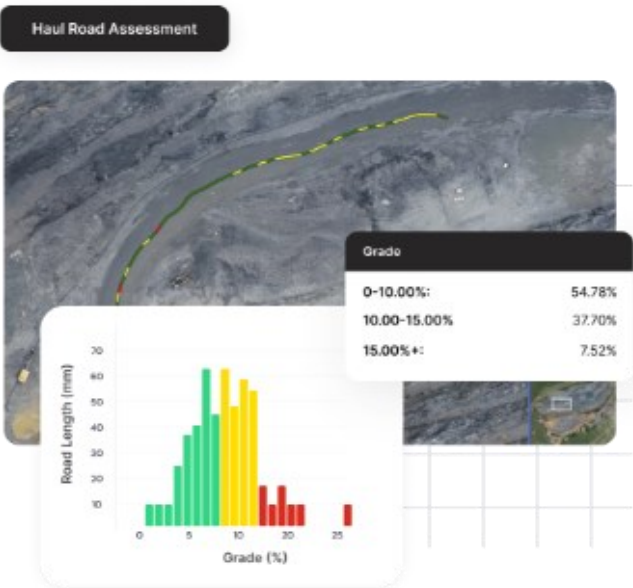 Haul Road Assessment
Grade
0-10.00%: 54.78%
10.00-15.00% 37.70%
15.00%+: 7.52%
Road Length (mm)
70
60
50
40
30
20
10
0 5 10 20 25
Grade (%)